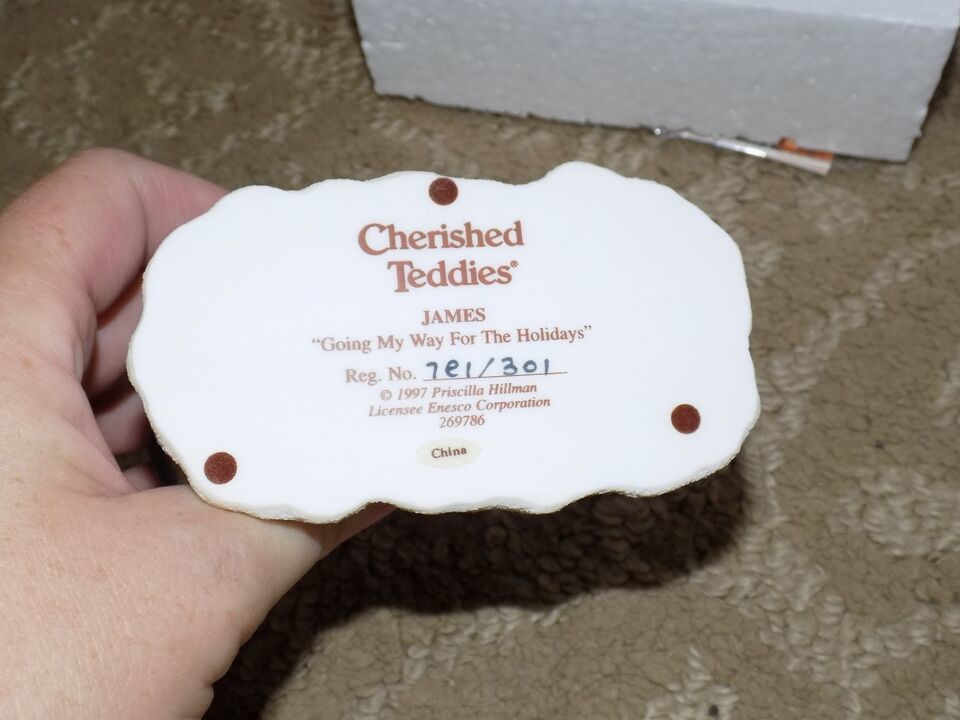 Cherished
Teddies®
JAMES
"Going My Way For The Holidays"
Reg. No. 7E1/301
© 1997 Priscilla Hillman
Licensee Enesco Corporation
269786
China